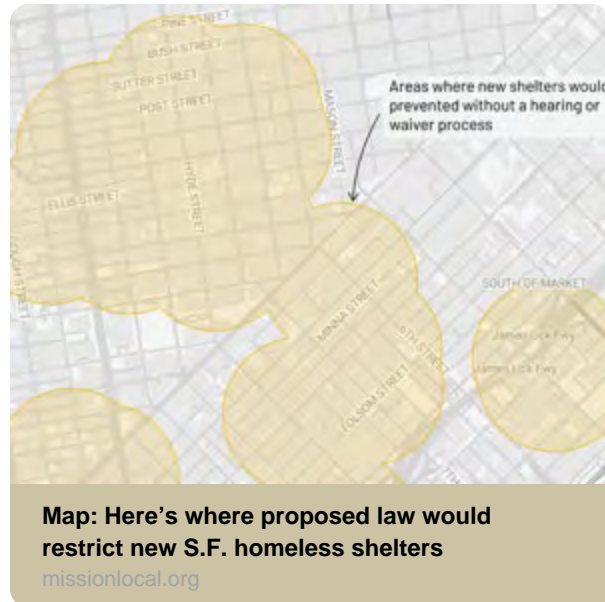 PINE STREET
BUSH STREET
SUTTER STREET
POST STREET
MASON STREET
Areas where new shelters would
prevented without a hearing or
waiver process
ELLIS STREET
HYDE STREET
GOUGH STREET
SOUTH OF MARKET
MINNA STREET
6TH STREET
James Lick Fwy
James Lick Fwy
FOLSOM STREET
7TH
Map: Here's where proposed law would
restrict new S.F. homeless shelters
missionlocal.org